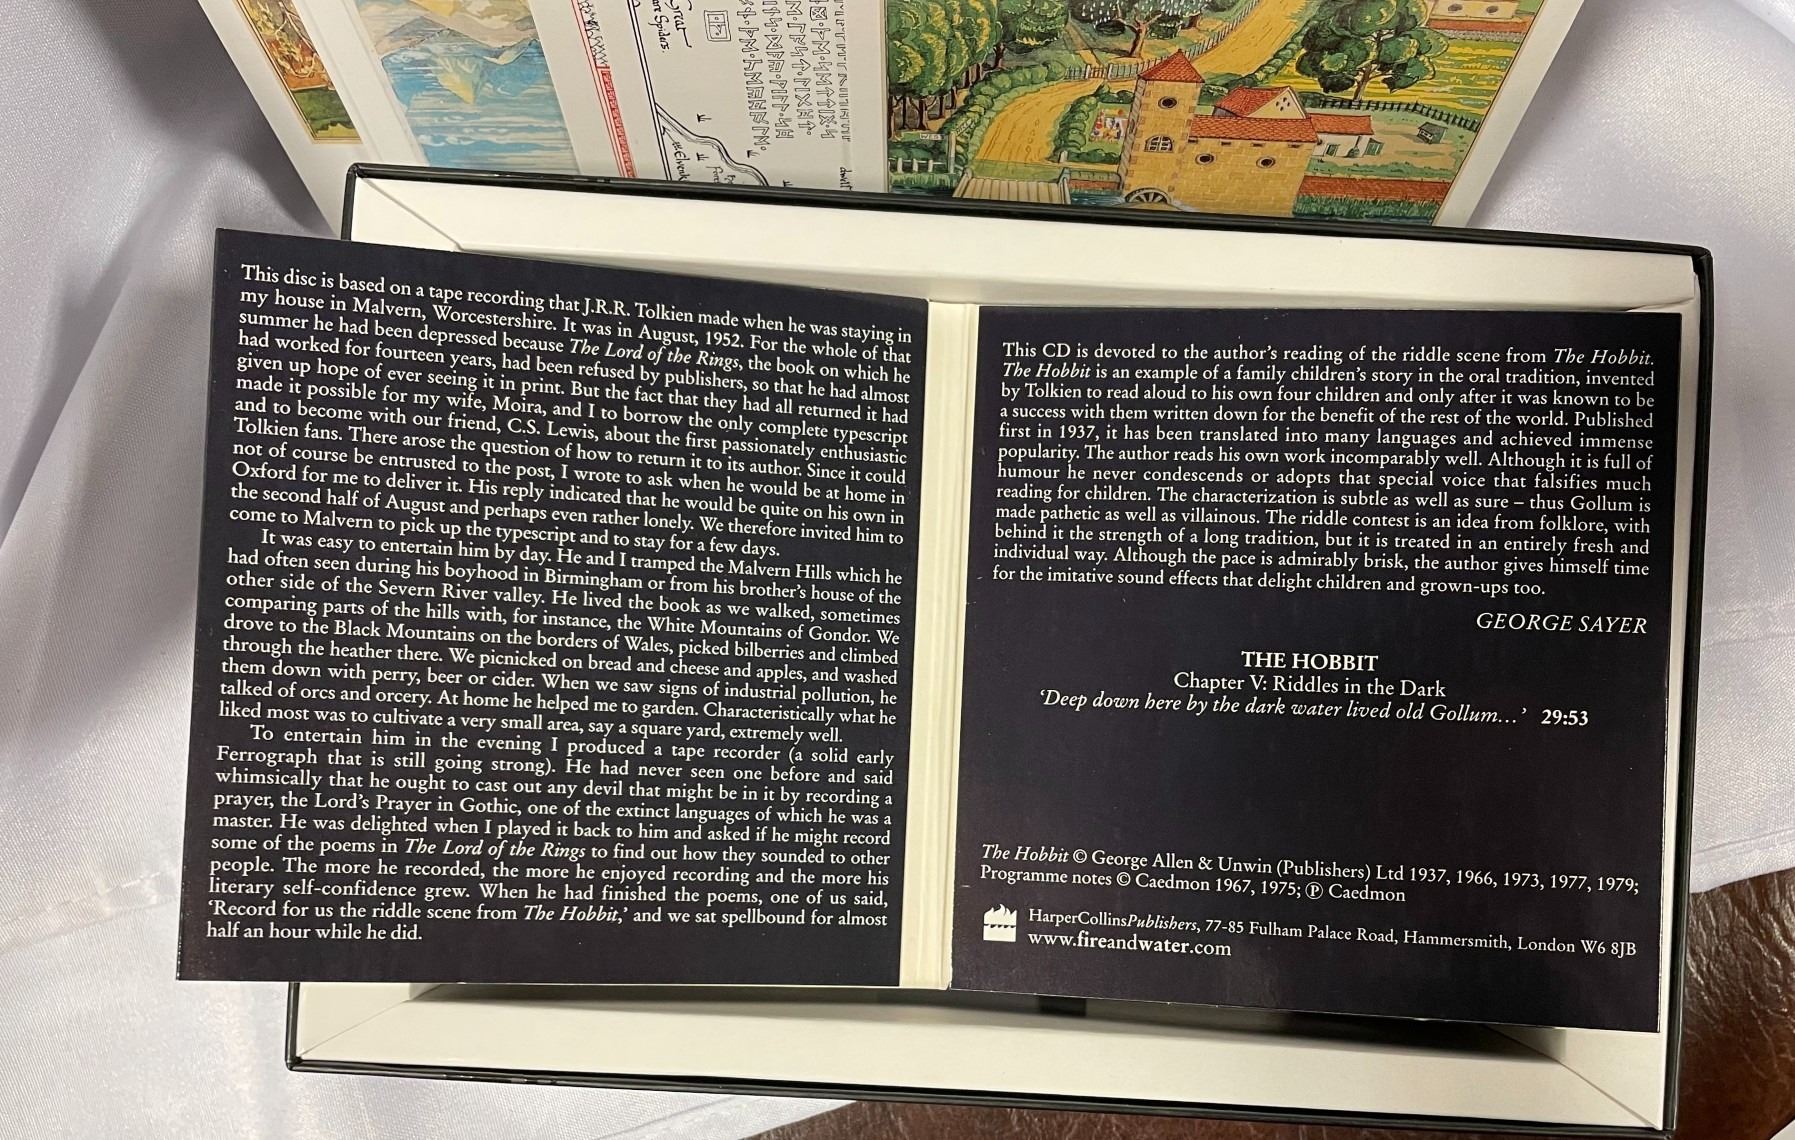 Great
are Spiders.
This disc is based on a tape recording that J.R.R. Tolkien made when he was staying in
my house in Malvern, Worcestershire. It was in August, 1952. For the whole of that
summer he had been depressed because The Lord of the Rings, the book on which he
had worked for fourteen years, had been refused by publishers, so that he had almost
given up hope of ever seeing it in print. But the fact that they had all returned it had
made it possible for my wife, Moira, and I to borrow the only complete typescript
and to become with our friend, C.S. Lewis, about the first passionately enthusiastic
Tolkien fans. There arose the question of how to return it to its author. Since it could
not of course be entrusted to the post, I wrote to ask when he would be at home in
Oxford for me to deliver it. His reply indicated that he would be quite on his own in
the second half of August and perhaps even rather lonely. We therefore invited him to
come to Malvern to pick up the typescript and to stay for a few days.
It was easy to entertain him by day. He and I tramped the Malvern Hills which he
had often seen during his boyhood in Birmingham or from his brother's house of the
other side of the Severn River valley. He lived the book as we walked, sometimes
comparing parts of the hills with, for instance, the White Mountains of Gondor. We
drove to the Black Mountains on the borders of Wales, picked bilberries and climbed
through the heather there. We picnicked on bread and cheese and apples, and washed
them down with perry, beer or cider. When we saw signs of industrial pollution, he
talked of orcs and orcery. At home he helped me to garden. Characteristically what he
liked most was to cultivate a very small area, say a square yard, extremely well.
To entertain him in the evening I produced a tape recorder (a solid early
Ferrograph that is still going strong). He had never seen one before and said
whimsically that he ought to cast out any devil that might be in it by recording a
prayer, the Lord's Prayer in Gothic, one of the extinct languages of which he was a
master. He was delighted when I played it back to him and asked if he might record
some of the poems in The Lord of the Rings to find out how they sounded to other
people. The more he recorded, the more he enjoyed recording and the more his
literary self-confidence grew. When he had finished the poems, one of us said,
'Record for us the riddle scene from The Hobbit,' and we sat spellbound for almost
half an hour while he did.
This CD is devoted to the author's reading of the riddle scene from The Hobbit.
The Hobbit is an example of a family children's story in the oral tradition, invented
by Tolkien to read aloud to his own four children and only after it was known to be
a success with them written down for the benefit of the rest of the world. Published
first in 1937, it has been translated into many languages and achieved immense
popularity. The author reads his own work incomparably well. Although it is full of
humour he never condescends or adopts that special voice that falsifies much
reading for children. The characterization is subtle as well as sure – thus Gollum is
made pathetic as well as villainous. The riddle contest is an idea from folklore, with
behind it the strength of a long tradition, but it is treated in an entirely fresh and
individual way. Although the pace is admirably brisk, the author gives himself time
for the imitative sound effects that delight children and grown-ups too.
GEORGE SAYER
THE HOBBIT
Chapter V: Riddles in the Dark
'Deep down here by the dark water lived old Gollum...' 29:53
The Hobbit © George Allen & Unwin (Publishers) Ltd 1937, 1966, 1973, 1977, 1979;
Programme notes © Caedmon 1967, 1975; ℗ Caedmon
HarperCollinsPublishers, 77-85 Fulham Palace Road, Hammersmith, London W6 8JB
www.fireandwater.com